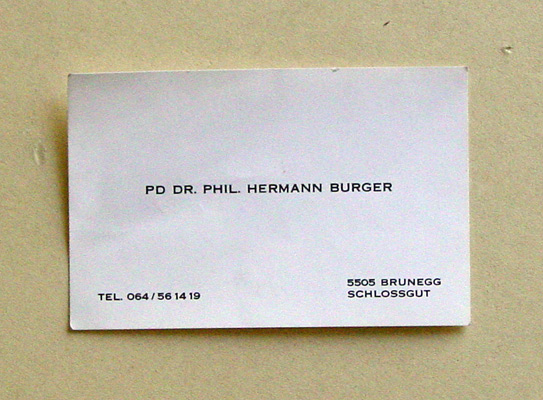 PD DR. PHIL. HERMANN BURGER
TEL. 064/56 14 19
5505 BRUNEGG
SCHLOSSGUT